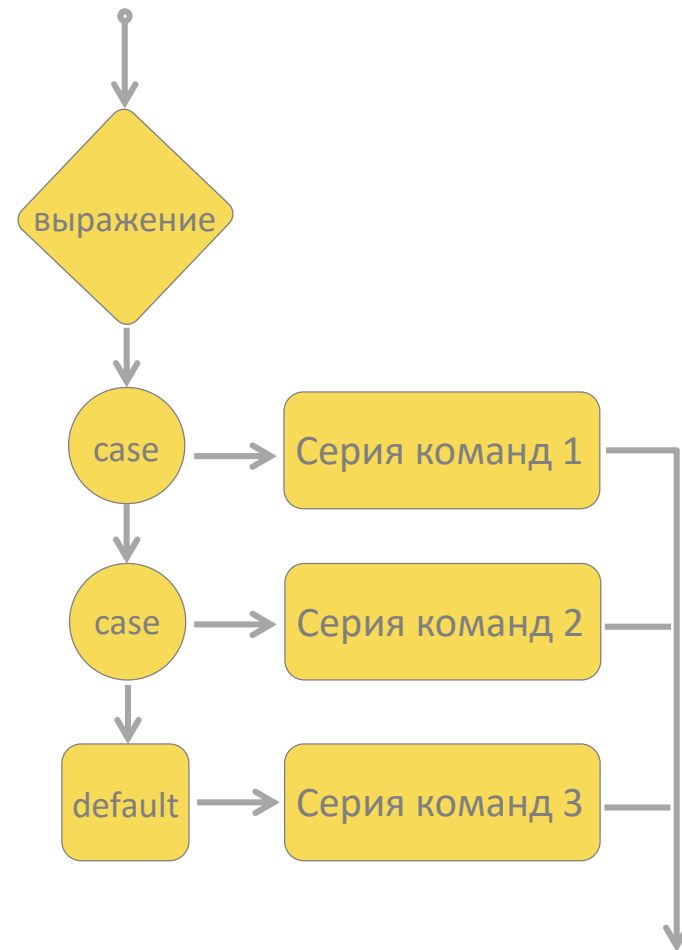 выражение
case
Серия команд 1
case
Серия команд 2
default
Серия команд 3